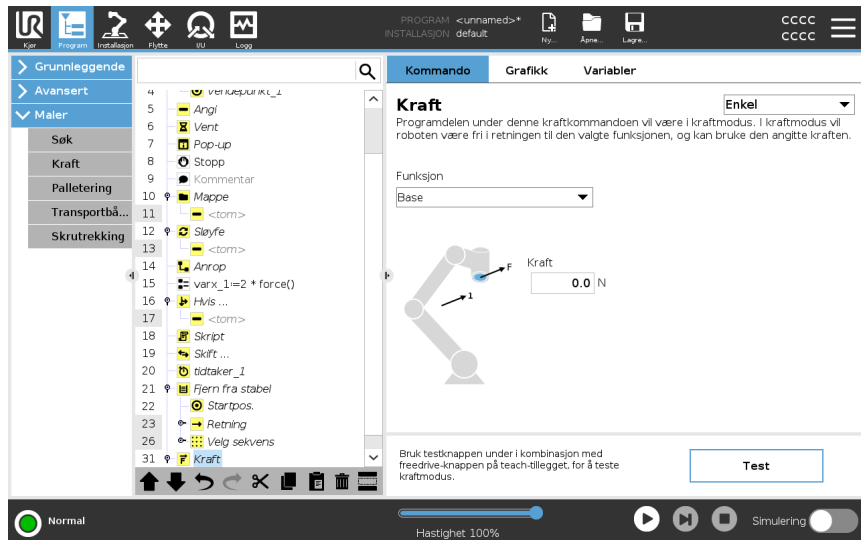 PROGRAM <unnamed>*
INSTALLASJON default
CCCC
CCCC
Kjør Program Installasjon Flytte I/U Logg Ny... Åpne... Lagre...
Grunnleggende
Avansert
Maler
Søk
Kraft
Palletering
Transportbå...
Skrutrekking
4 Vendepunkt_1
5 Angi
6 Vent
7 Pop-up
8 Stopp
9 Kommentar
10 Mappe
11 <tom>
12 Sløyfe
13 <tom>
14 Anrop
15 varx_1:=2 * force()
16 Hvis ...
17 <tom>
18 Skript
19 Skift ...
20 tidtaker_1
21 Fjern fra stabel
22 Startpos.
23 Retning
26 Velg sekvens
31 Kraft
Kommando Grafikk Variabler
Kraft Enkel
Programdelen under denne kraftkommandoen vil være i kraftmodus. I kraftmodus vil
roboten være fri i retningen til den valgte funksjonen, og kan bruke den angitte kraften.
Funksjon
Base
F
1
Kraft
0.0 N
Bruk testknappen under i kombinasjon med
freedrive-knappen på teach-tillegget, for å teste
kraftmodus.
Test
Normal
Hastighet 100%
Simulering